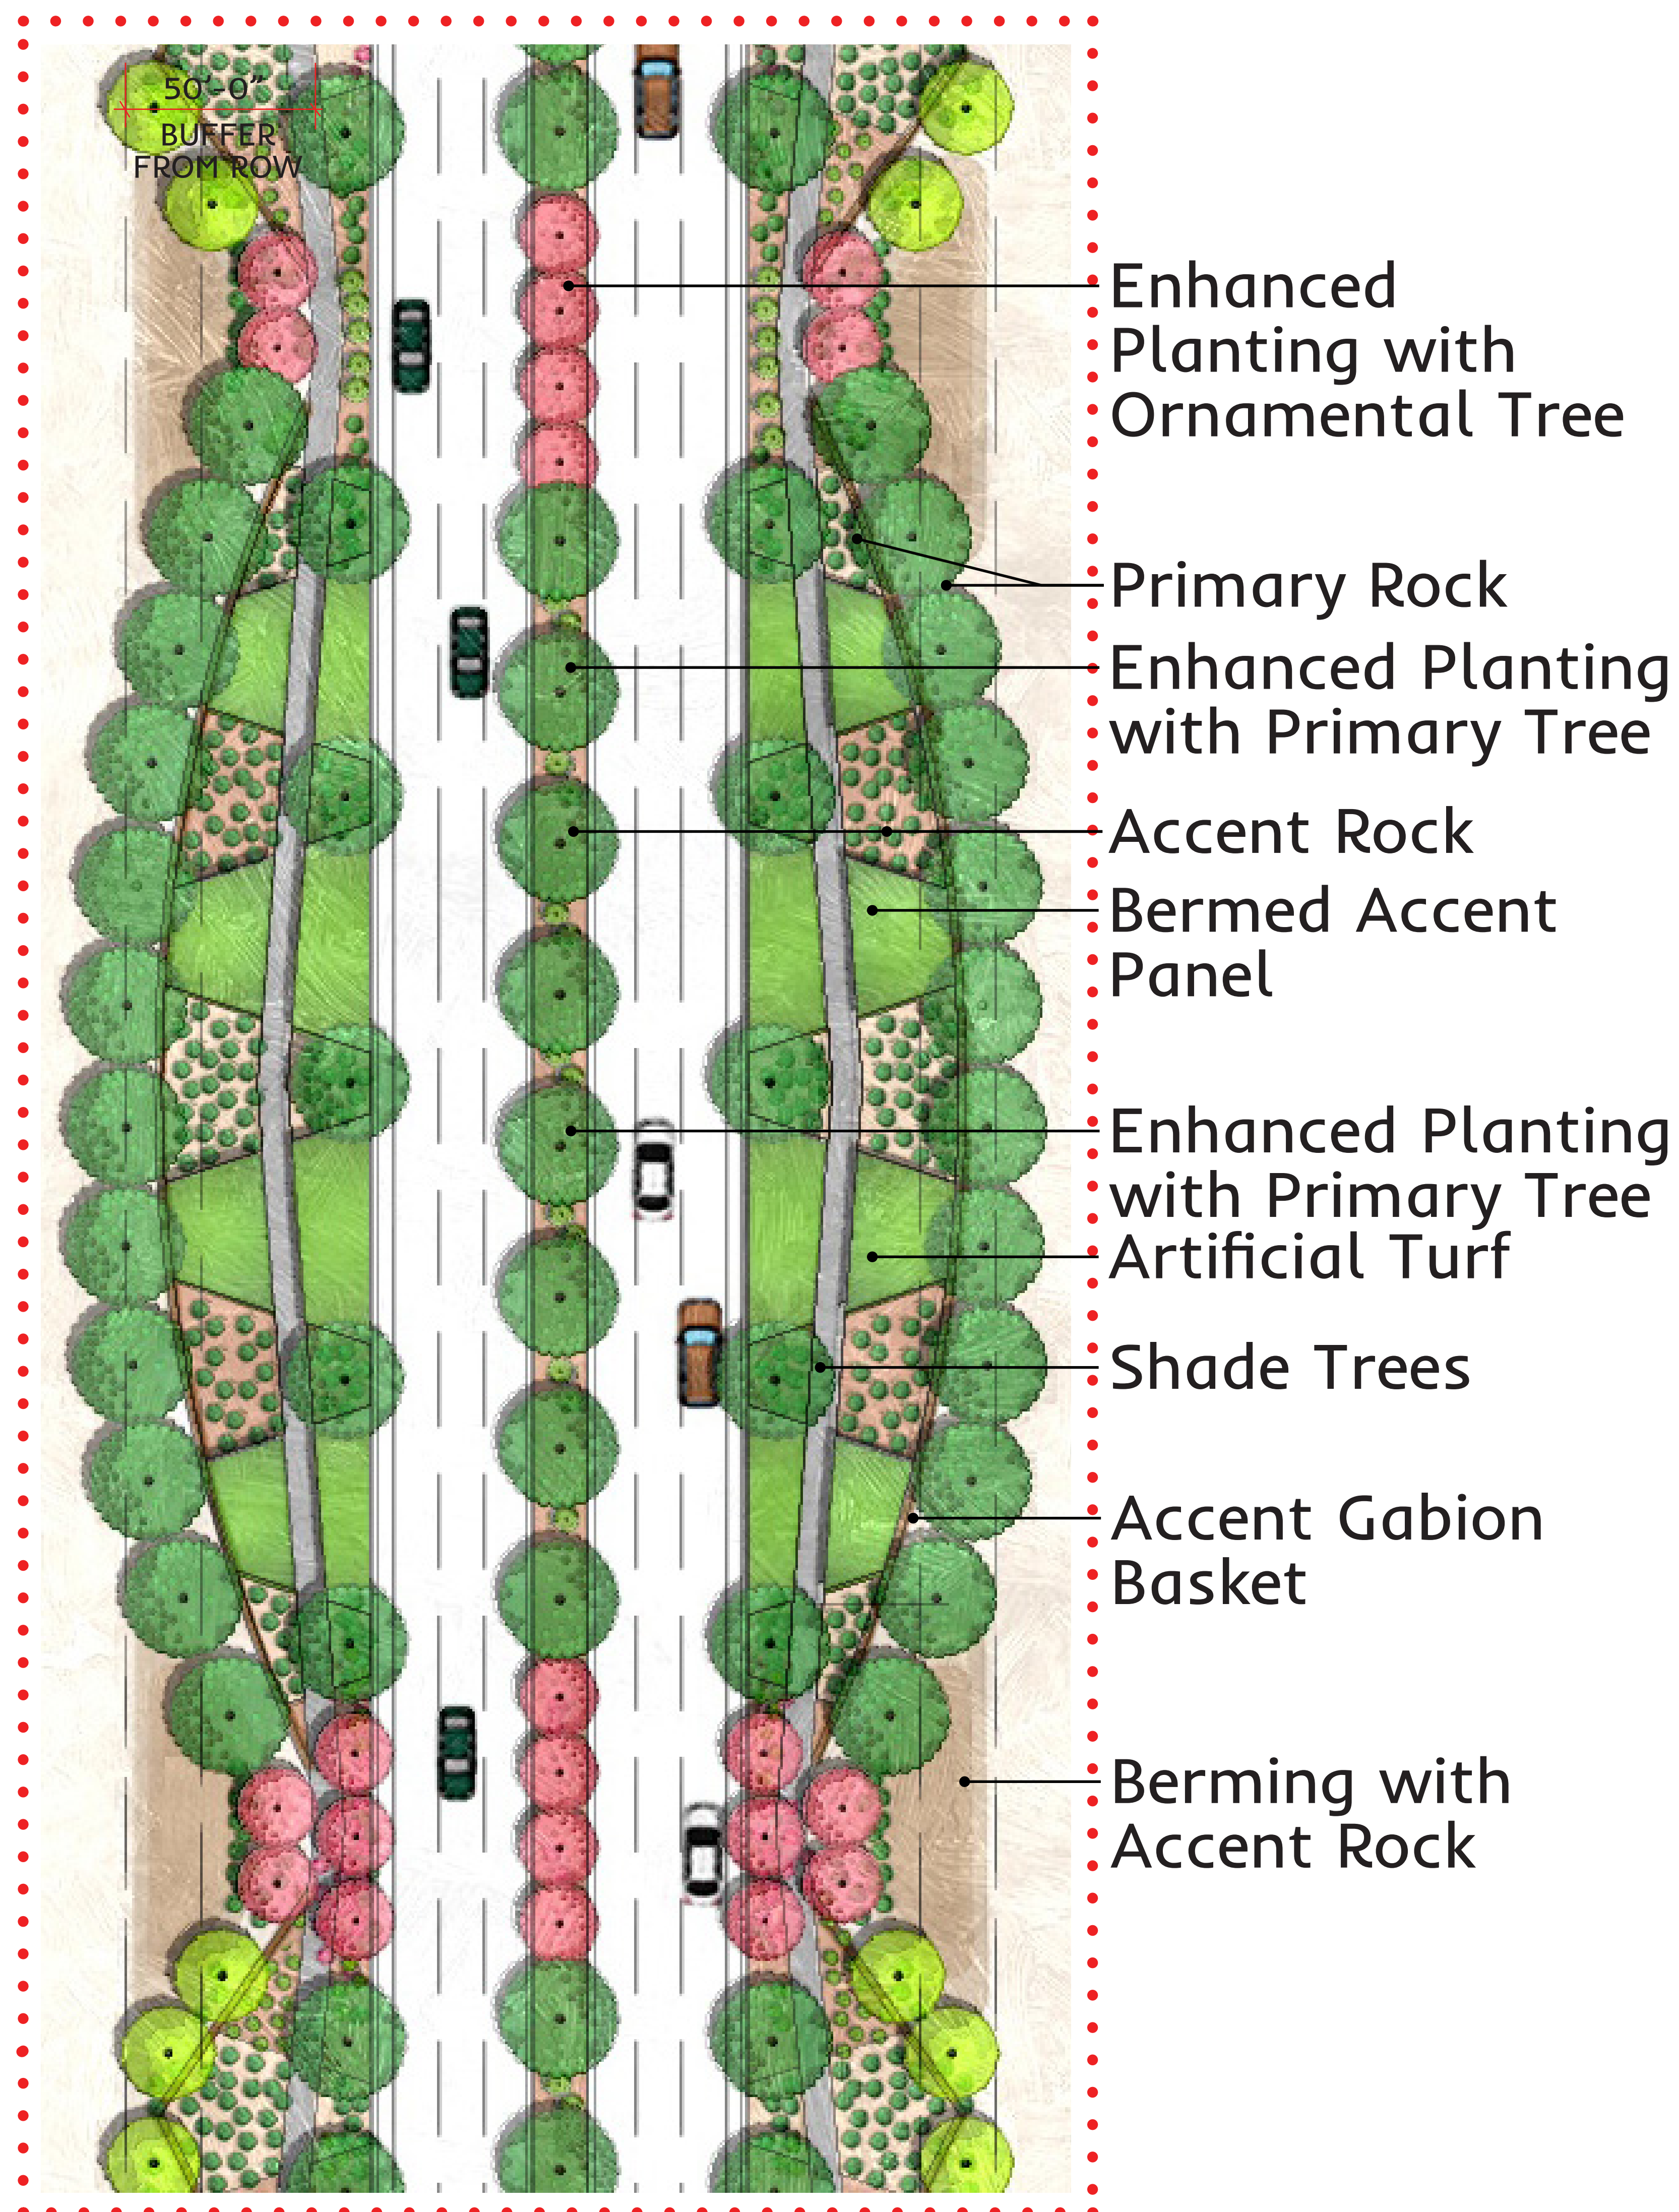 50'-0"
BUFFER
FROM ROW
Enhanced
Planting with
Ornamental Tree
Primary Rock
Enhanced Planting
with Primary Tree
Accent Rock
Bermed Accent
Panel
Enhanced Planting
with Primary Tree
Artificial Turf
Shade Trees
Accent Gabion
Basket
Berming with
Accent Rock